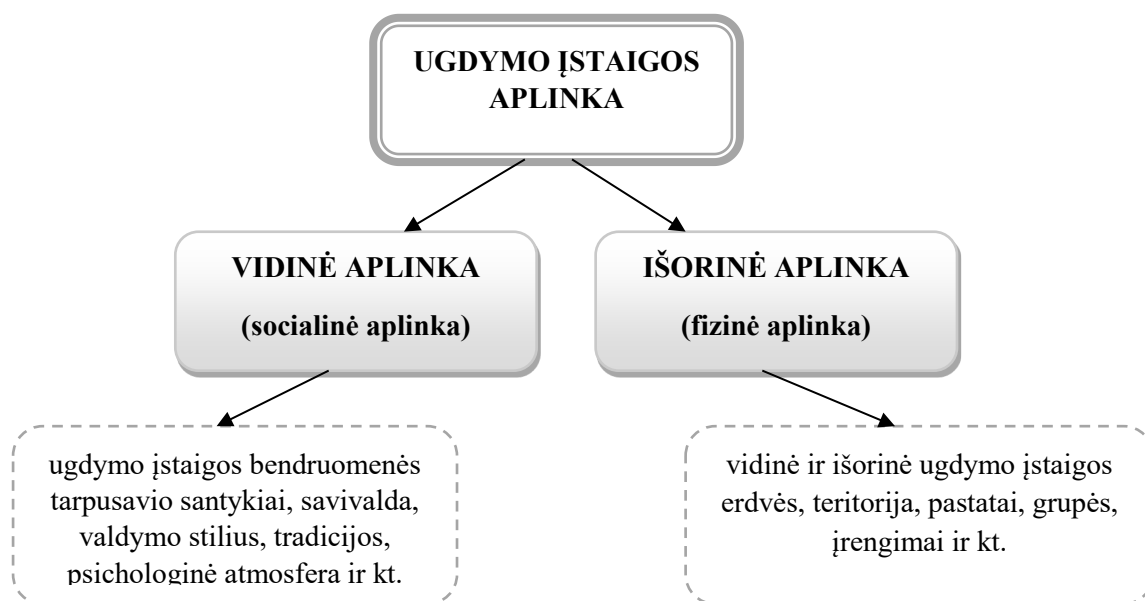 UGDYMO ĮSTAIGOS
APLINKA
VIDINĖ APLINKA
(socialinė aplinka)
IŠORINĖ APLINKA
(fizinė aplinka)
ugdymo įstaigos bendruomenės
tarpusavio santykiai, savivalda,
valdymo stilius, tradicijos,
psichologinė atmosfera ir kt.
vidinė ir išorinė ugdymo įstaigos
erdvės, teritorija, pastatai, grupės,
įrengimai ir kt.